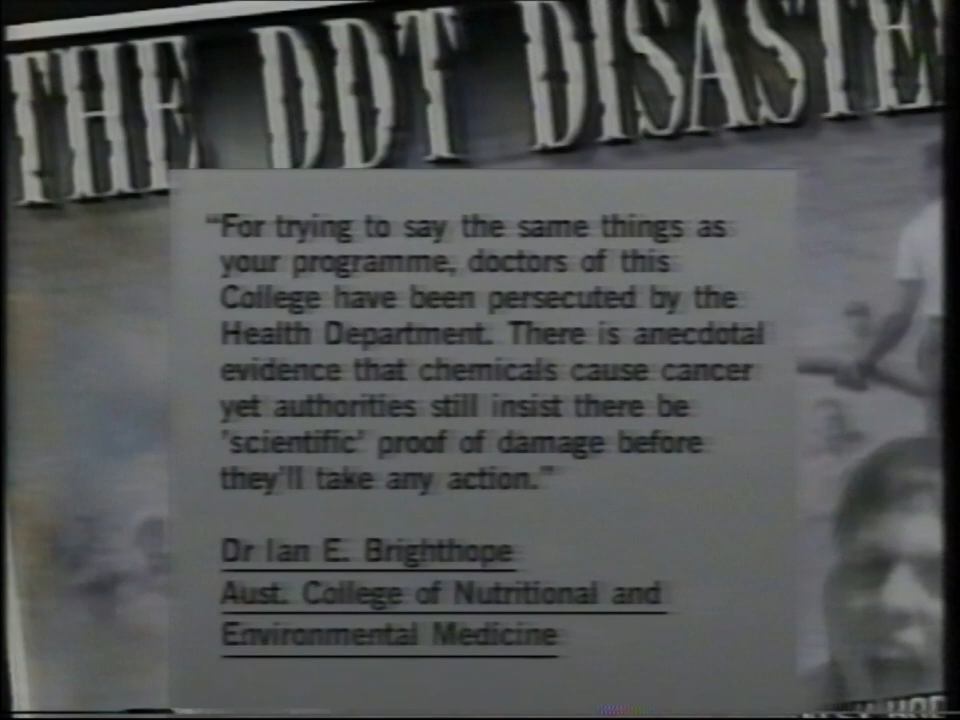 THE DDT DISASTE
“For trying to say the same things as
your programme, doctors of this
College have been persecuted by the
Health Department. There is anecdotal
evidence that chemicals cause cancer
yet authorities still insist there be
'scientific' proof of damage before
they'll take any action.”
Dr Ian E. Brighthope
Aust. College of Nutritional and
Environmental Medicine